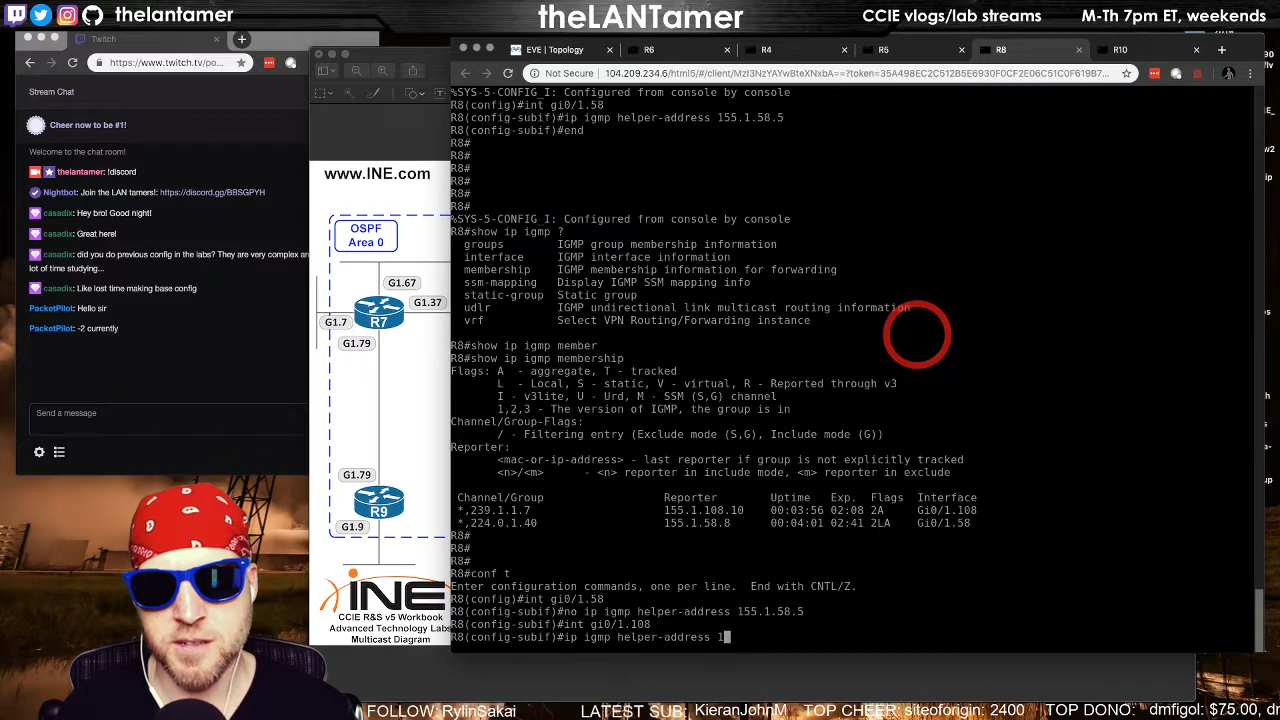 thelantamer
theLANTamer
CCIE vlogs/lab streams
M-Th 7pm ET, weekends
Twitch
https://www.twitch.tv/po...
Stream Chat
Cheer now to be #1!
Welcome to the chat room!
thelantamer: !discord
Nightbot: Join the LAN tamers!: https://discord.gg/BBSGPYH
casadix: Hey bro! Good night!
casadix: Great here!
casadix: did you do previous config in the labs? They are very complex an
lot of time studying...
casadix: Like lost time making base config
PacketPilot: Hello sir
PacketPilot: -2 currently
Send a message
www.INE.com
OSPF
Area 0
G1.67
G1.37
R7
G1.7
G1.79
G1.79
R9
G1.9
INE
CCIE R&S v5 Workbook
Advanced Technology Labs
Multicast Diagram
EVE | Topology
R6
R4
R5
R8
R10
Not Secure
%SYS-5-CONFIG_I: Configured from console by console
R8(config)#int gi0/1.58
R8(config-subif)#ip igmp helper-address 155.1.58.5
R8(config-subif)#end
R8#
R8#
R8#
R8#
R8#
R8#
%SYS-5-CONFIG_I: Configured from console by console
R8#show ip igmp ?
groups IGMP group membership information
interface IGMP interface information
membership IGMP membership information for forwarding
ssm-mapping Display IGMP SSM mapping info
static-group Static group
udlr IGMP undirectional link multicast routing information
vrf Select VPN Routing/Forwarding instance
R8#show ip igmp member
R8#show ip igmp membership
Flags: A - aggregate, T - tracked
L - Local, S - static, V - virtual, R - Reported through v3
I - v3lite, U - Urd, M - SSM (S,G) channel
1,2,3 - The version of IGMP, the group is in
Channel/Group-Flags:
/ - Filtering entry (Exclude mode (S,G), Include mode (G))
Reporter:
<mac-or-ip-address> - last reporter if group is not explicitly tracked
<n>/<m> - <n> reporter in include mode, <m> reporter in exclude
Channel/Group Reporter Uptime Exp. Flags Interface
*,239.1.1.7 155.1.108.10 00:03:56 02:08 2A Gi0/1.108
*,224.0.1.40 155.1.58.8 00:04:01 02:41 2LA Gi0/1.58
R8#
R8#
R8#
R8#conf t
Enter configuration commands, one per line. End with CNTL/Z.
R8(config)#int gi0/1.58
R8(config-subif)#no ip igmp helper-address 155.1.58.5
R8(config-subif)#int gi0/1.108
R8(config-subif)#ip igmp helper-address 1
FOLLOW: RylinSakai
LATEST SUB: KieranJohnM
TOP CHEER: siteoforigin: 2400
TOP DONO: dmfigol: $75.00,